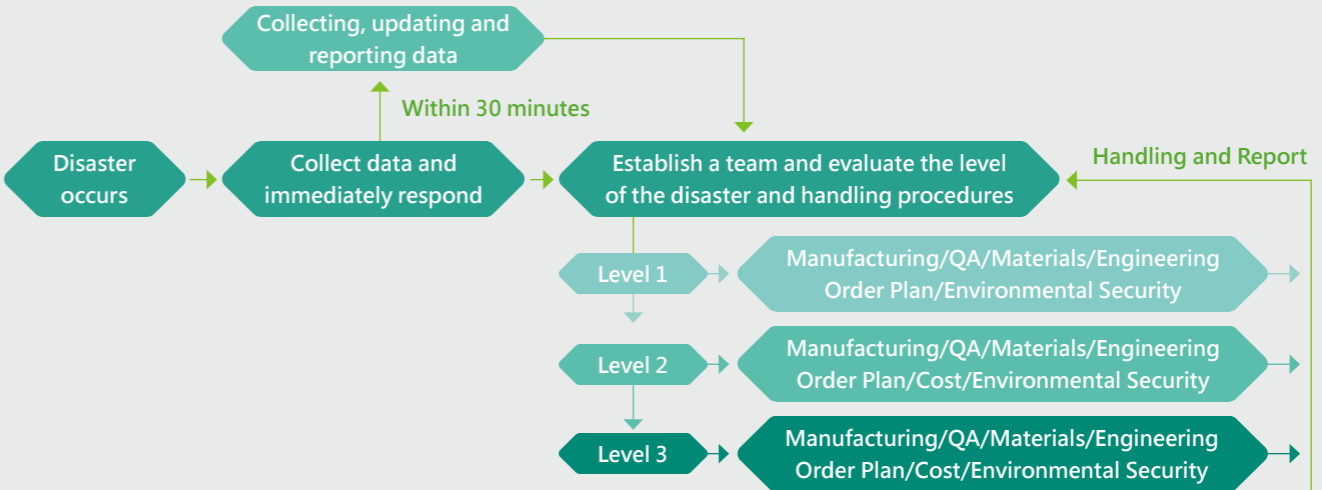 Collecting, updating and
reporting data
Within 30 minutes
Disaster
occurs
Collect data and
immediately respond
Establish a team and evaluate the level
of the disaster and handling procedures
Handling and Report
Level 1
Manufacturing/QA/Materials/Engineering
Order Plan/Environmental Security
Level 2
Manufacturing/QA/Materials/Engineering
Order Plan/Cost/Environmental Security
Level 3
Manufacturing/QA/Materials/Engineering
Order Plan/Cost/Environmental Security